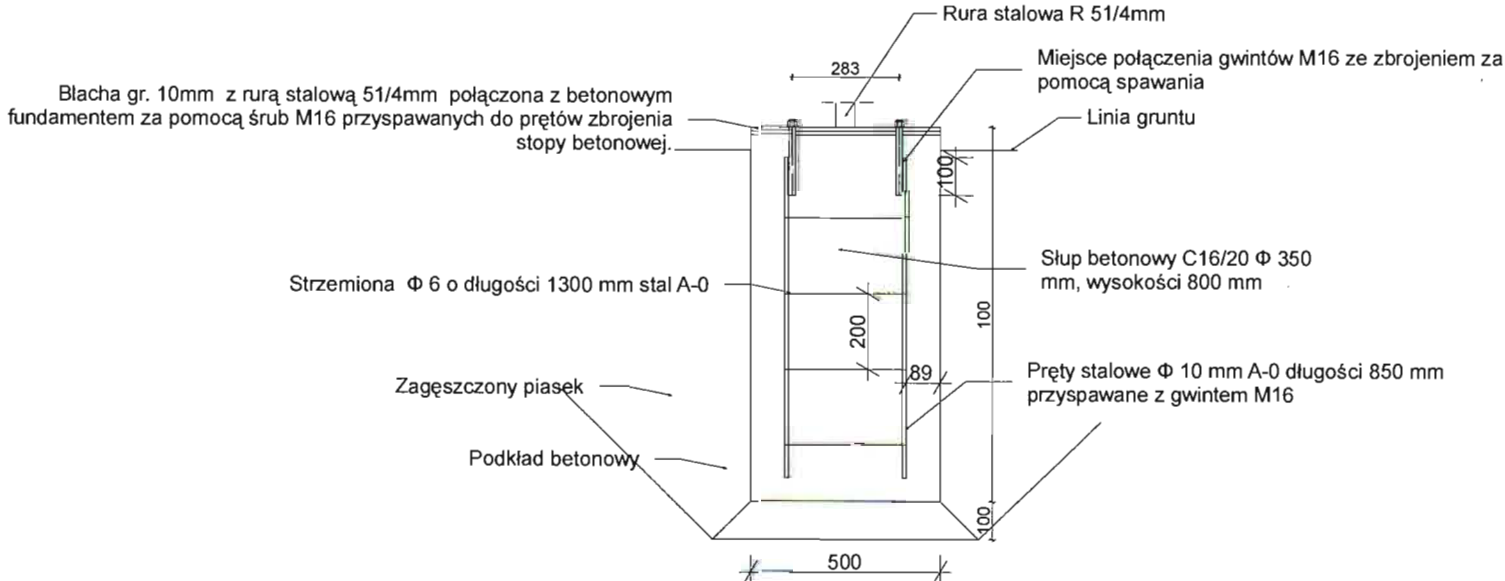 Rura stalowa R 51/4mm
283
Miejsce połączenia gwintów M16 ze zbrojeniem za
pomocą spawania
Blacha gr. 10mm z rurą stalową 51/4mm połączona z betonowym
fundamentem za pomocą śrub M16 przyspawanych do prętów zbrojenia
stopy betonowej.
Linia gruntu
100
Słup betonowy C16/20 Φ 350
mm, wysokości 800 mm
Strzemiona Φ 6 o długości 1300 mm stal A-0
100
200
89
Pręty stalowe Φ 10 mm A-0 długości 850 mm
przyspawane z gwintem M16
Zagęszczony piasek
Podkład betonowy
100
500